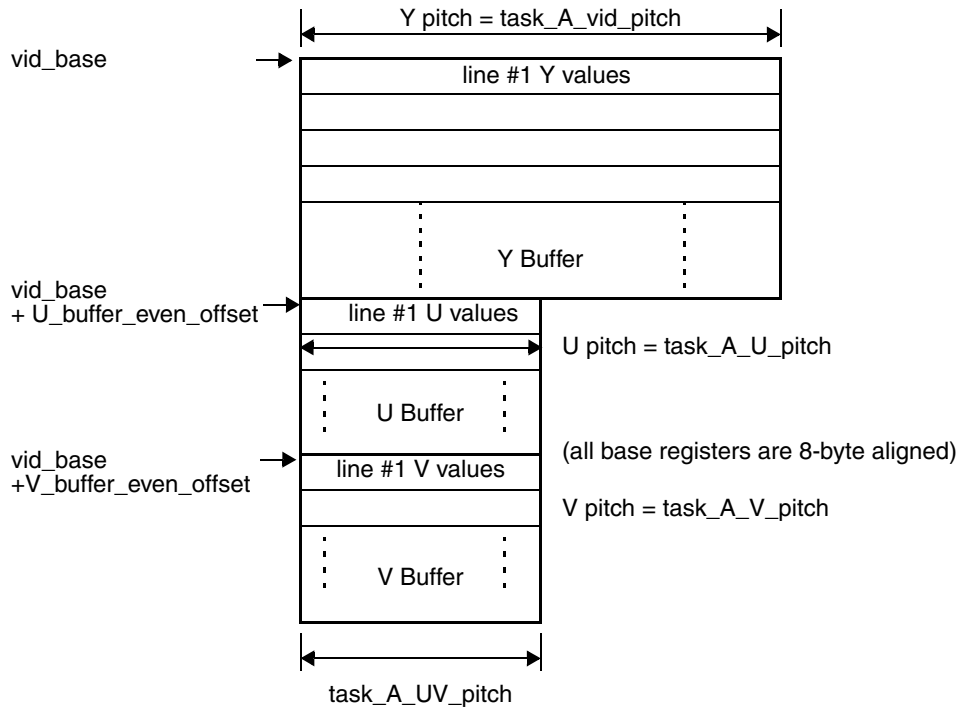 Y pitch = task_A_vid_pitch
vid_base
line #1 Y values
Y Buffer
vid_base
+ U_buffer_even_offset
line #1 U values
U pitch = task_A_U_pitch
U Buffer
vid_base
+V_buffer_even_offset
(all base registers are 8-byte aligned)
line #1 V values
V pitch = task_A_V_pitch
V Buffer
task_A_UV_pitch